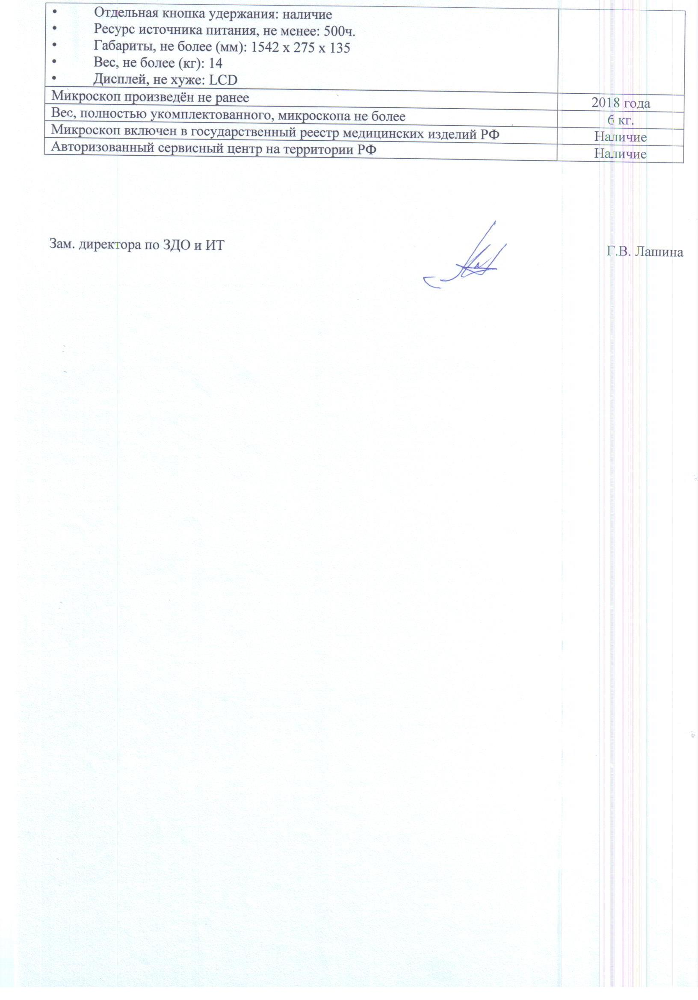 • Отдельная кнопка удержания: наличие
• Ресурс источника питания, не менее: 500ч.
• Габариты, не более (мм): 1542 х 275 х 135
• Вес, не более (кг): 14
• Дисплей, не хуже: LCD
Микроскоп произведён не ранее 2018 года
Вес, полностью укомплектованного, микроскопа не более 6 кг.
Микроскоп включен в государственный реестр медицинских изделий РФ Наличие
Авторизованный сервисный центр на территории РФ Наличие
Зам. директора по ЗДО и ИТ Г.В. Лашина